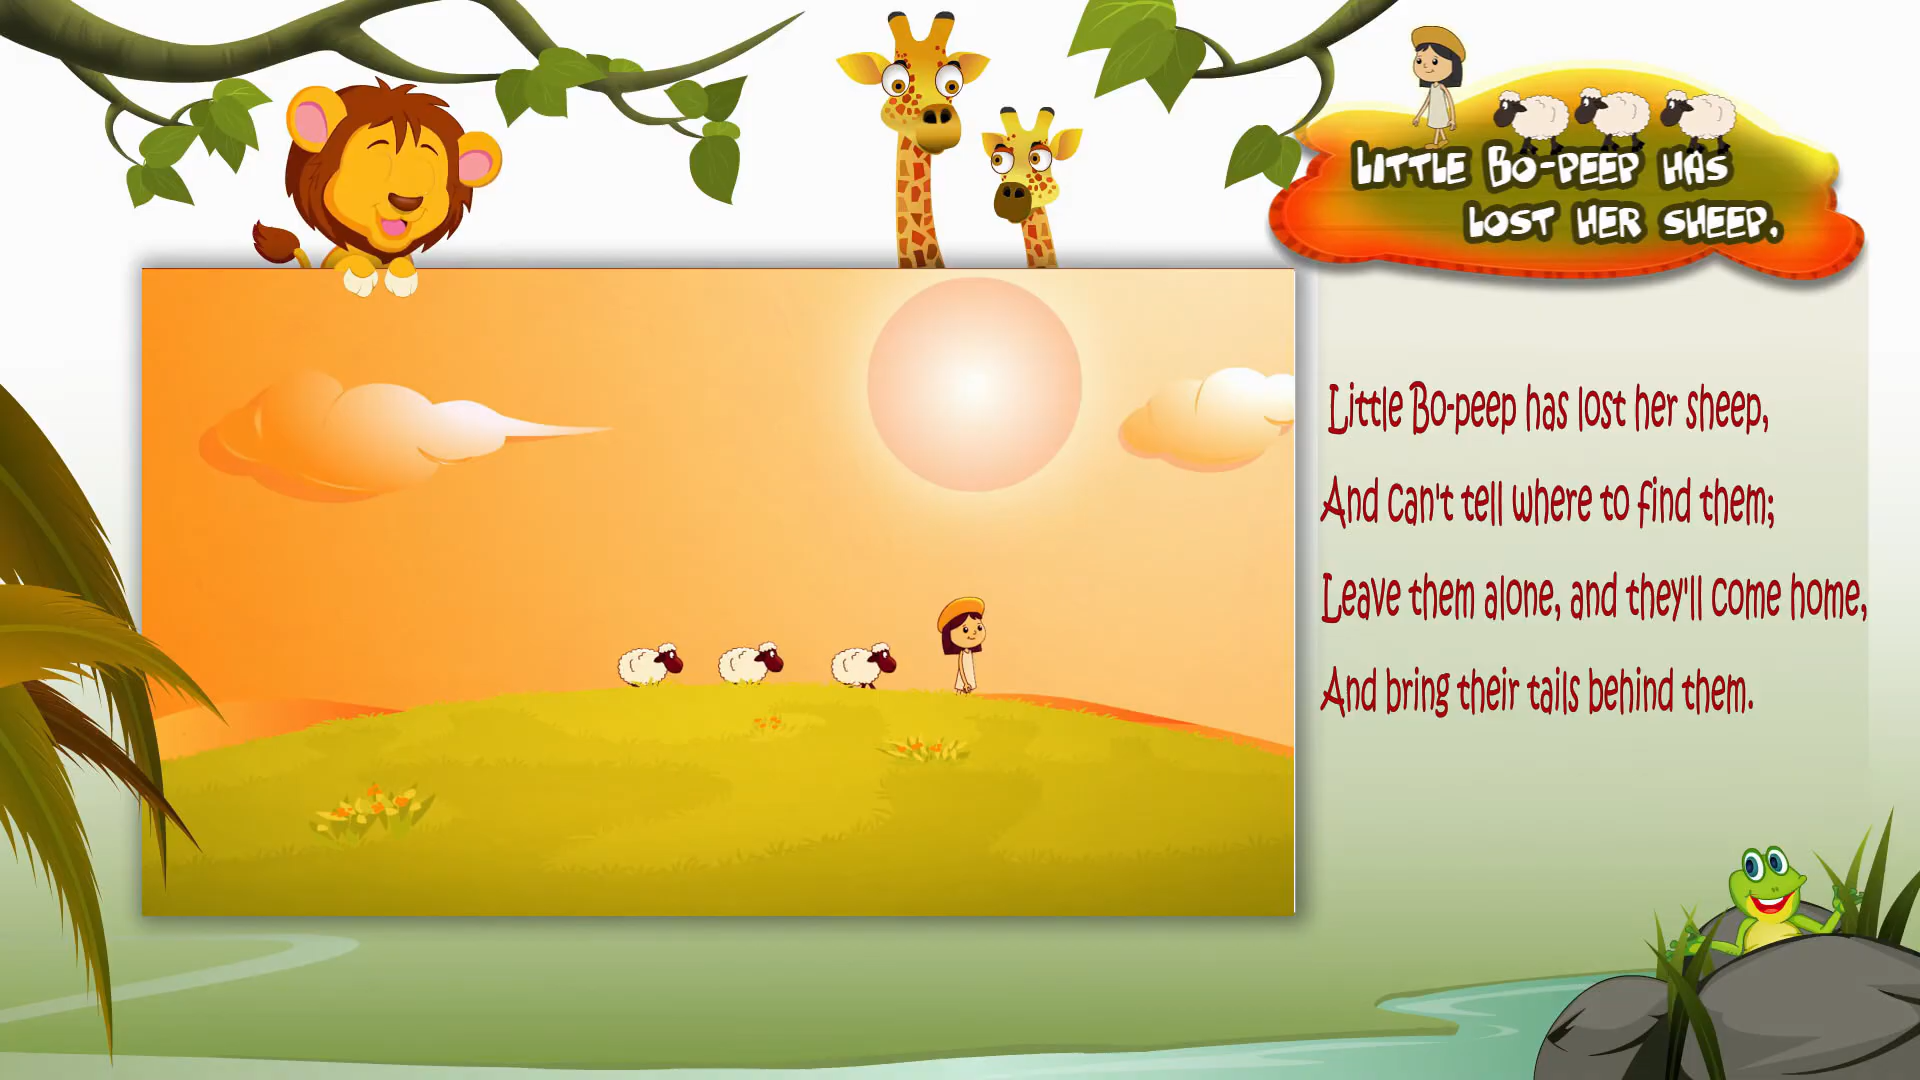 Little Bo-peep has
lost her sheep.
Little Bo-peep has lost her sheep,
And can't tell where to find them;
Leave them alone, and they'll come home,
And bring their tails behind them.